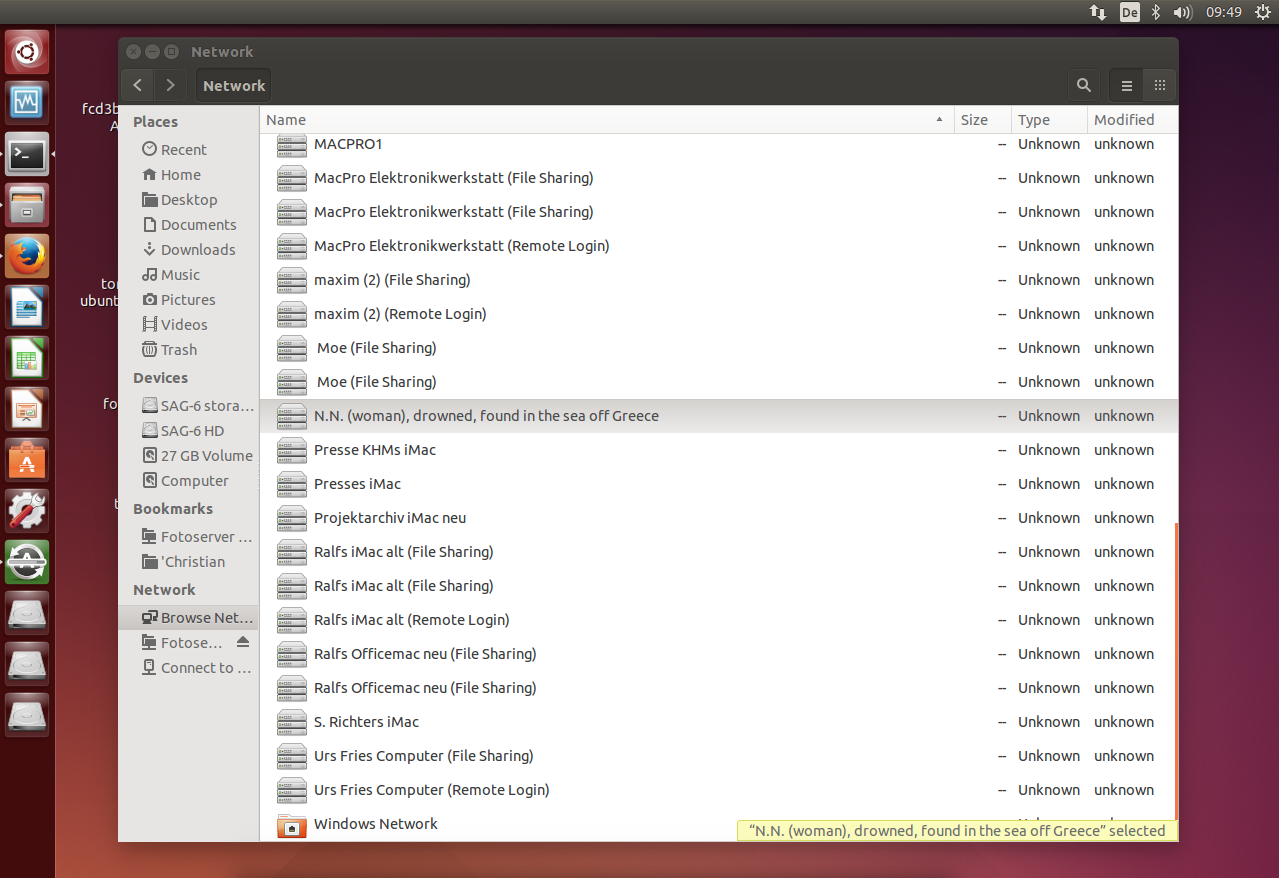 De
09:49
Network
Network
fcd3b
A
tor
ubunt
fo
t
Places
Recent
Home
Desktop
Documents
Downloads
Music
Pictures
Videos
Trash
Devices
SAG-6 stora…
SAG-6 HD
27 GB Volume
Computer
Bookmarks
Fotoserver …
'Christian
Network
Browse Net…
Fotose…
Connect to …
Name Size Type Modified
MACPRO1 -- Unknown unknown
MacPro Elektronikwerkstatt (File Sharing) -- Unknown unknown
MacPro Elektronikwerkstatt (File Sharing) -- Unknown unknown
MacPro Elektronikwerkstatt (Remote Login) -- Unknown unknown
maxim (2) (File Sharing) -- Unknown unknown
maxim (2) (Remote Login) -- Unknown unknown
Moe (File Sharing) -- Unknown unknown
Moe (File Sharing) -- Unknown unknown
N.N. (woman), drowned, found in the sea off Greece -- Unknown unknown
Presse KHMs iMac -- Unknown unknown
Presses iMac -- Unknown unknown
Projektarchiv iMac neu -- Unknown unknown
Ralfs iMac alt (File Sharing) -- Unknown unknown
Ralfs iMac alt (File Sharing) -- Unknown unknown
Ralfs iMac alt (Remote Login) -- Unknown unknown
Ralfs Officemac neu (File Sharing) -- Unknown unknown
Ralfs Officemac neu (File Sharing) -- Unknown unknown
S. Richters iMac -- Unknown unknown
Urs Fries Computer (File Sharing) -- Unknown unknown
Urs Fries Computer (Remote Login) -- Unknown unknown
Windows Network
“N.N. (woman), drowned, found in the sea off Greece” selected